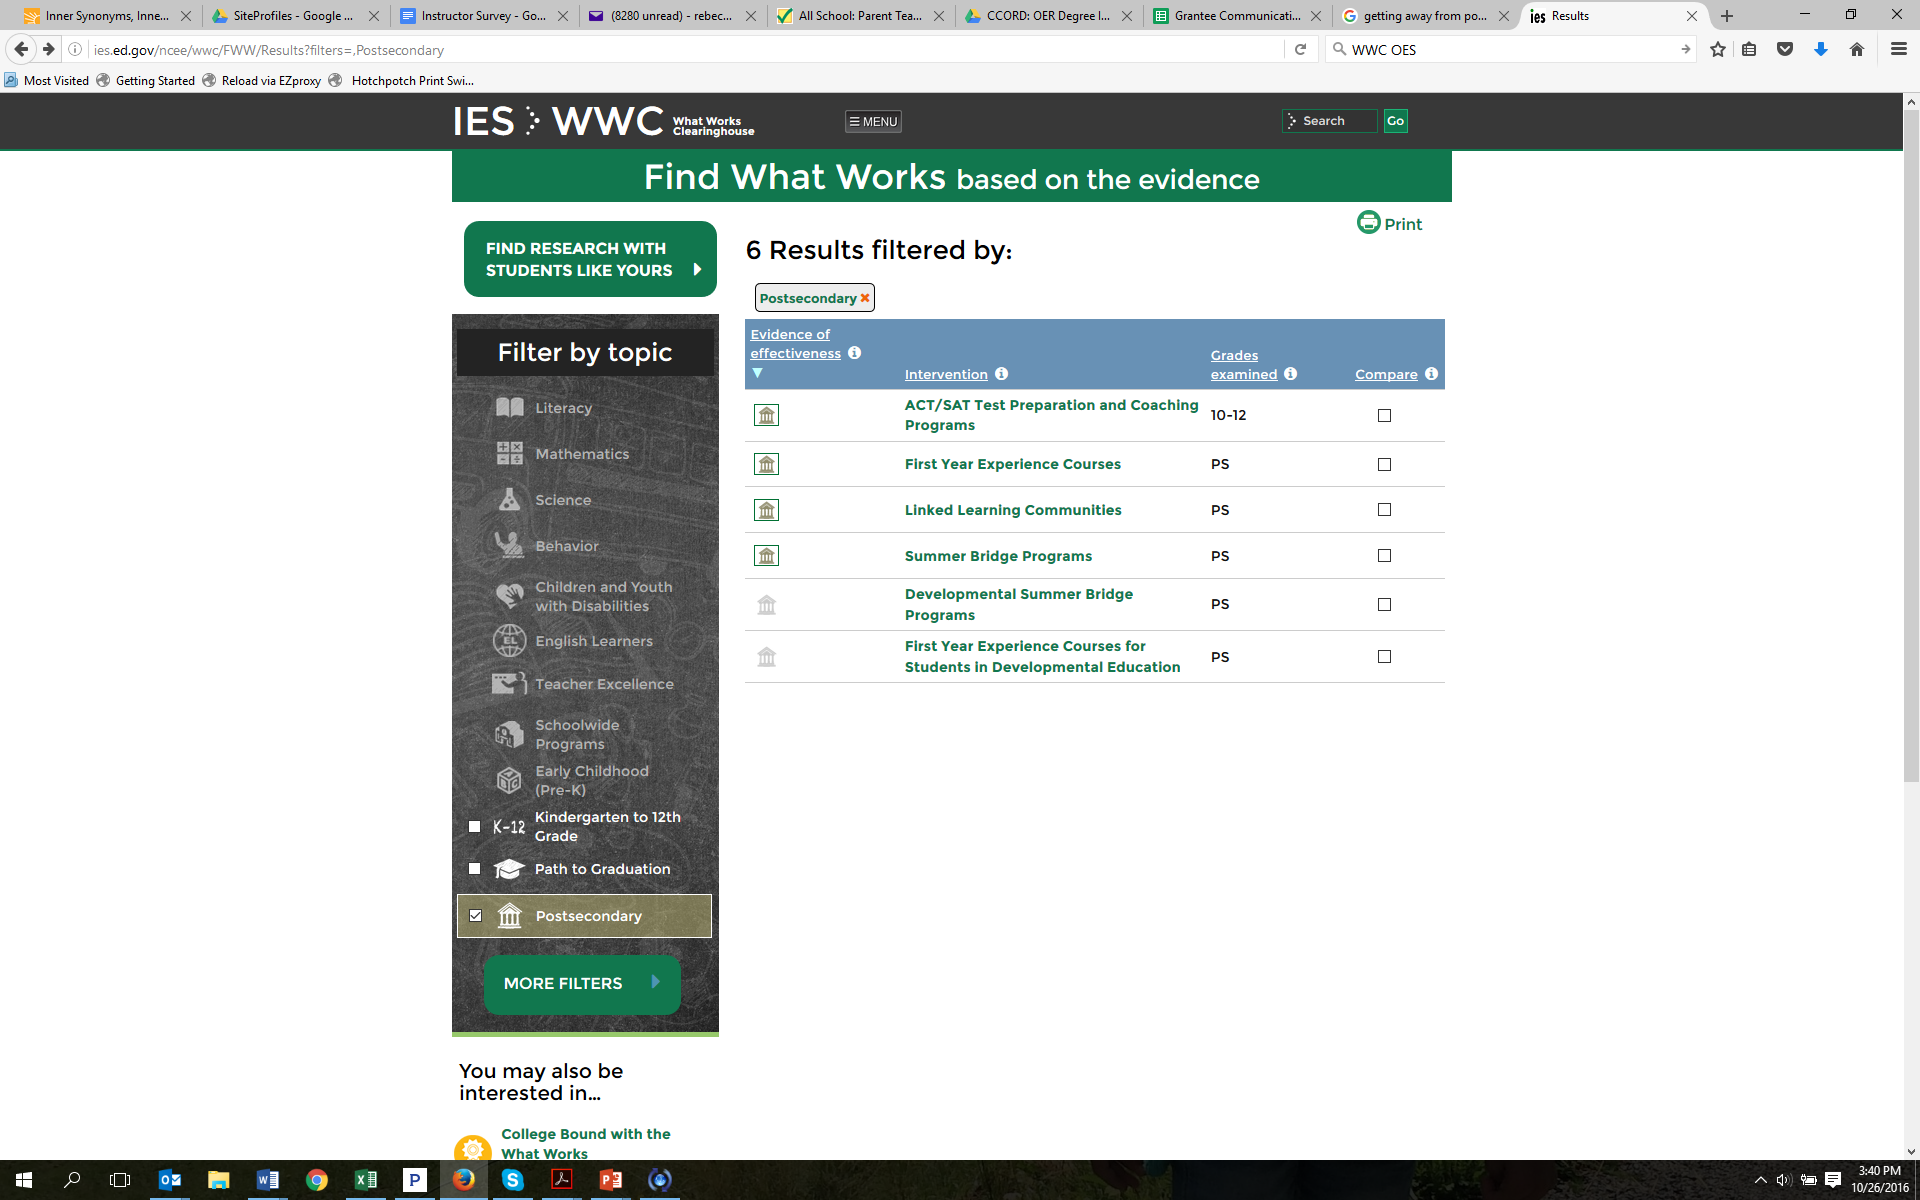 Inner Synonyms, Inne...
SiteProfiles - Google ...
Instructor Survey - Go...
(8280 unread) - rebec...
All School: Parent Tea...
CCORD: OER Degree I...
Grantee Communicati...
getting away from po...
ies Results
ies.ed.gov/ncee/wwc/FWW/Results?filters=,Postsecondary
WWC OES
Most Visited
Getting Started
Reload via EZproxy
Hotchpotch Print Swi...
IES WWC What Works
Clearinghouse
MENU
Search
Go
Find What Works based on the evidence
Print
FIND RESEARCH WITH
STUDENTS LIKE YOURS
6 Results filtered by:
Postsecondary
Filter by topic
Literacy
Mathematics
Science
Behavior
Children and Youth
with Disabilities
EL English Learners
Teacher Excellence
Schoolwide
Programs
Early Childhood
(Pre-K)
K-12 Kindergarten to 12th
Grade
Path to Graduation
Postsecondary
MORE FILTERS
Evidence of
effectiveness
Intervention
Grades
examined
Compare
ACT/SAT Test Preparation and Coaching
Programs
10-12
First Year Experience Courses
PS
Linked Learning Communities
PS
Summer Bridge Programs
PS
Developmental Summer Bridge
Programs
PS
First Year Experience Courses for
Students in Developmental Education
PS
You may also be
interested in...
College Bound with the
What Works
3:40 PM
10/26/2016